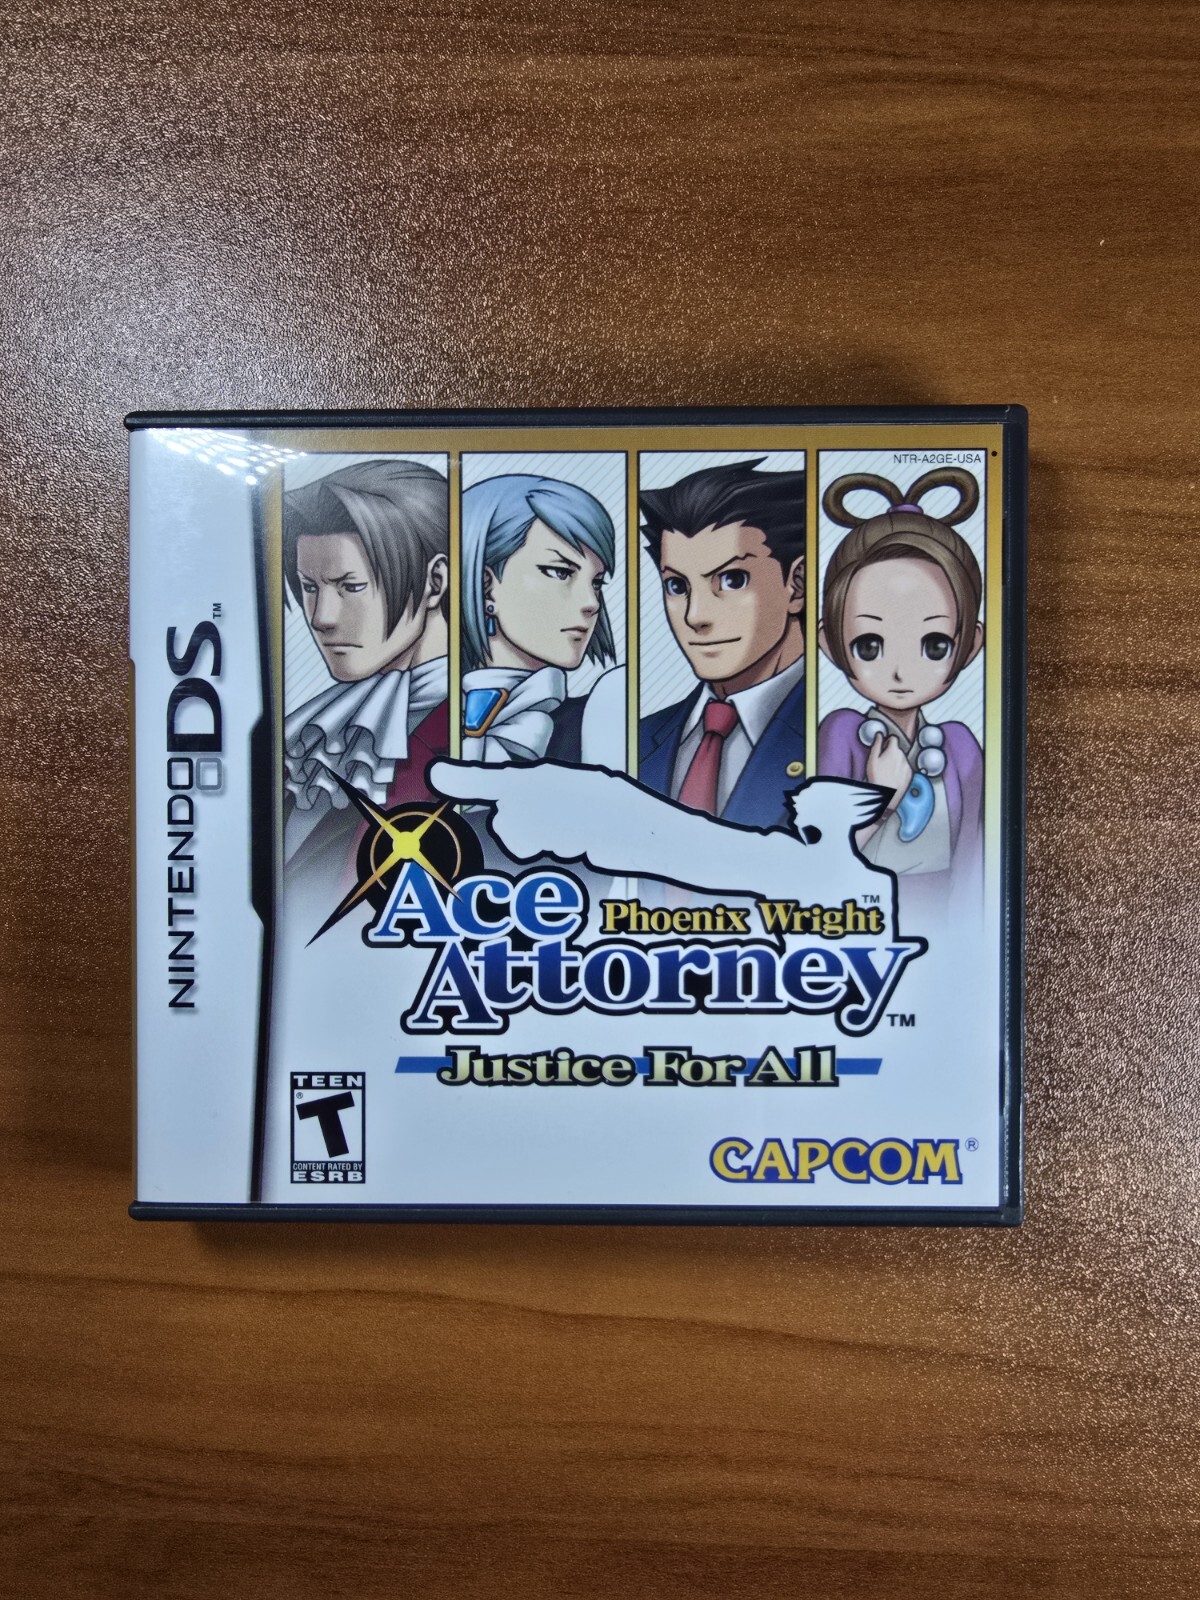 NTR-A2GE-USA
NINTENDO DS™
Ace
Phoenix Wright™
Attorney™
Justice For All
TEEN
T®
CONTENT RATED BY
ESRB
CAPCOM®